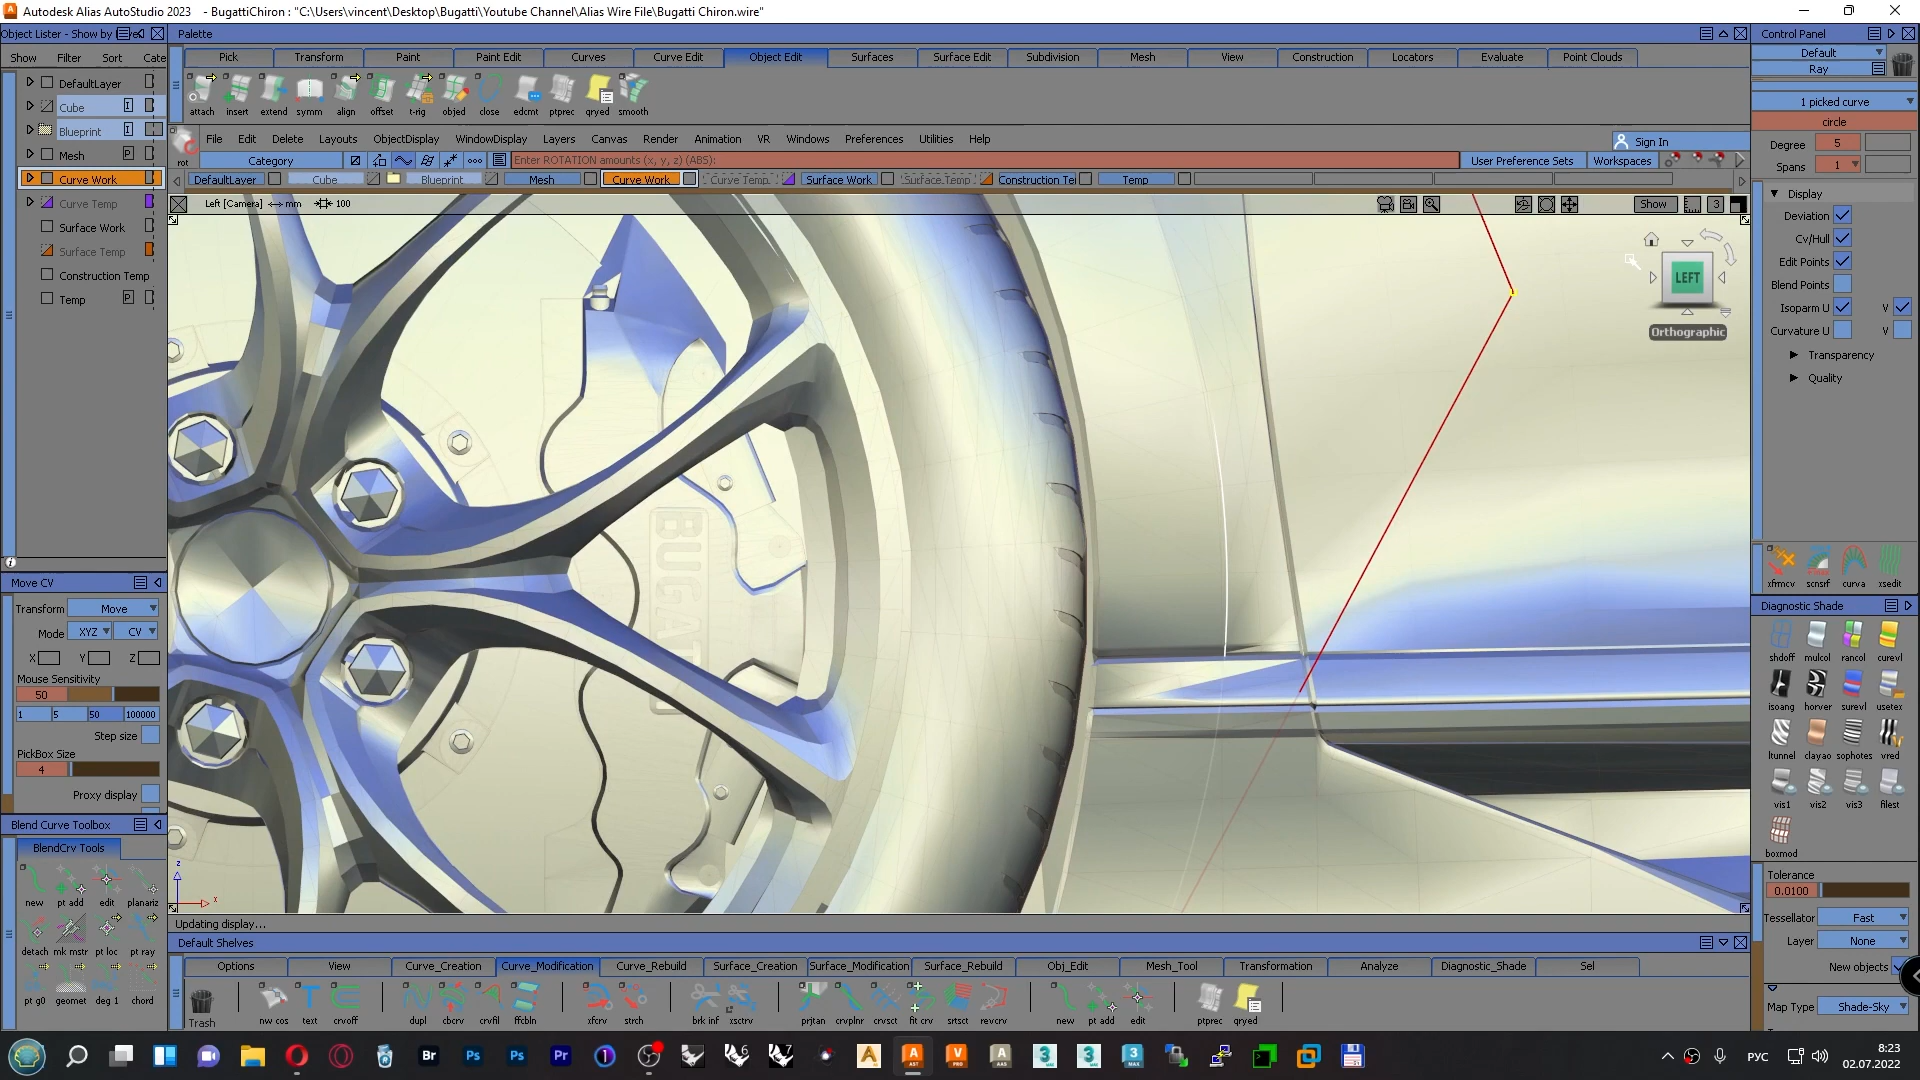 Autodesk Alias AutoStudio 2023 - BugattiChiron : "C:\Users\vincent\Desktop\Bugatti\Youtube Channel\Alias Wire File\Bugatti Chiron.wire"
Object Lister - Show by
Palette
Control Panel
Show Filter Sort Cate
Pick Transform Paint Paint Edit Curves Curve Edit Object Edit Surfaces Surface Edit Subdivision Mesh View Construction Locators Evaluate Point Clouds
Default
Ray
DefaultLayer
Cube
Blueprint
Mesh
Curve Work
Curve Temp
Surface Work
Surface Temp
Construction Temp
Temp
attach insert extend symm align offset t-rig objed close edcmt ptprec qryed smooth
File Edit Delete Layouts ObjectDisplay WindowDisplay Layers Canvas Render Animation VR Windows Preferences Utilities Help
Sign In
rot
Category
Enter ROTATION amounts (x, y, z) (ABS):
User Preference Sets Workspaces
DefaultLayer Cube Blueprint Mesh Curve Work Curve Temp Surface Work Surface Temp Construction Te Temp
Left [Camera] mm 100
Show 3
LEFT
Orthographic
BUGATTI
1 picked curve
circle
Degree 5
Spans 1
Display
Deviation
Cv/Hull
Edit Points
Blend Points
Isoparm U V
Curvature U V
Transparency
Quality
xfrmcv scnsrf curva xsedit
Diagnostic Shade
shdoff mulcol rancol curevl
isoang horver surevl usetex
ltunnel clayao sophotes vred
vis1 vis2 vis3 filest
boxmod
Tolerance
0.0100
Tessellator Fast
Layer None
New objects
Map Type Shade-Sky
Move CV
Transform Move
Mode XYZ CV
X Y Z
Mouse Sensitivity
50
1 5 50 100000
Step size
PickBox Size
4
Proxy display
Blend Curve Toolbox
BlendCrv Tools
new pt add edit planariz
detach mk mstr pt loc pt ray
pt g0 geomet deg 1 chord
z
x
Updating display...
Default Shelves
Options View Curve_Creation Curve_Modification Curve_Rebuild Surface_Creation Surface_Modification Surface_Rebuild Obj_Edit Mesh_Tool Transformation Analyze Diagnostic_Shade Sel
Trash nw cos text crvoff dupl cbcrv crvfil ffcbln xfcrv strch brk inf xsctrv prjtan crvplnr crvsct fit crv srtsct revcrv new pt add edit ptprec qryed
Br Ps Ps Pr
РУС
8:23
02.07.2022